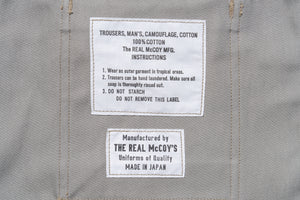 TROUSERS, MAN'S, CAMOUFLAGE, COTTON
100% COTTON
THE REAL McCOY MFG.
INSTRUCTIONS
1. Wear as outer garment in tropical areas.
2. Trousers can be hand laundered. Make sure all
soap is thoroughly rinsed out.
3. DO NOT STARCH
DO NOT REMOVE THIS LABEL
Manufactured by
THE REAL McCOY'S
Uniforms of Quality
MADE IN JAPAN